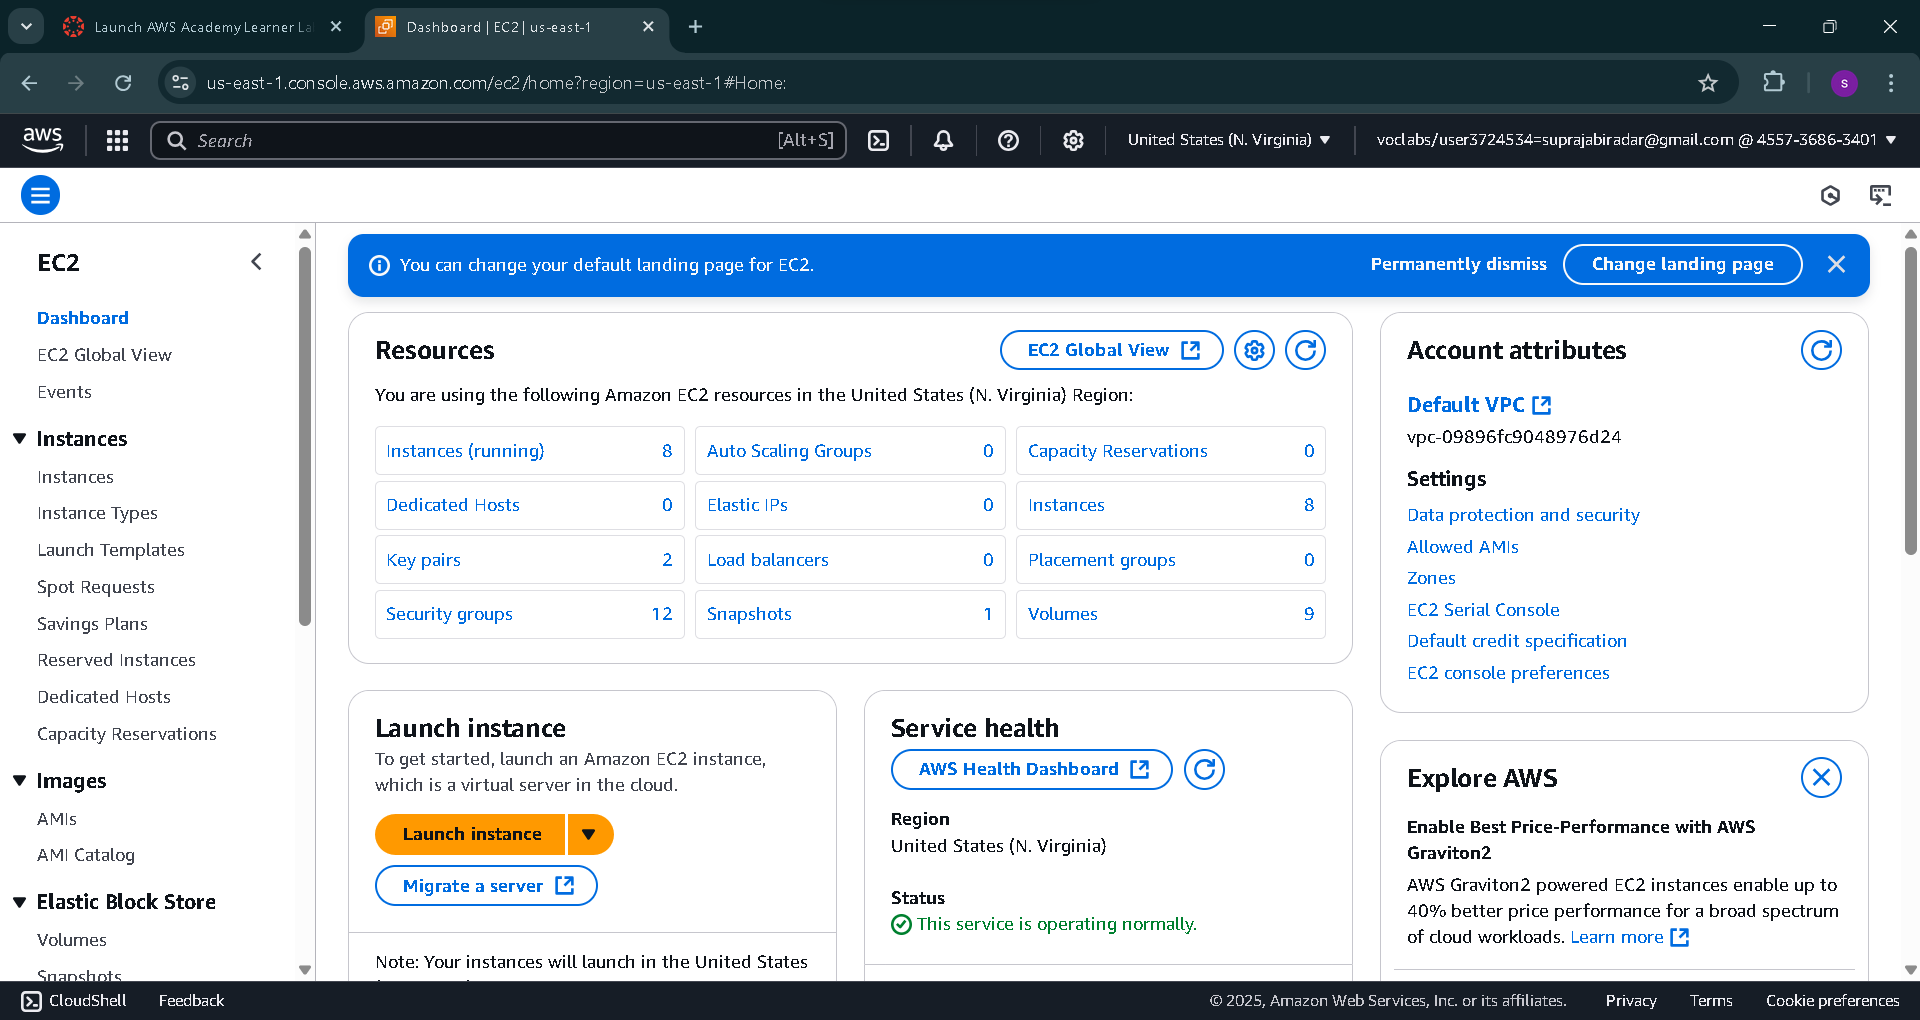 Launch AWS Academy Learner La
Dashboard | EC2 | us-east-1
us-east-1.console.aws.amazon.com/ec2/home?region=us-east-1#Home:
S
aws
Search
[Alt+S]
United States (N. Virginia)
voclabs/user3724534=suprajabiradar@gmail.com @ 4557-3686-3401
EC2
Dashboard
EC2 Global View
Events
Instances
Instances
Instance Types
Launch Templates
Spot Requests
Savings Plans
Reserved Instances
Dedicated Hosts
Capacity Reservations
Images
AMIs
AMI Catalog
Elastic Block Store
Volumes
Snapshots
You can change your default landing page for EC2.
Permanently dismiss
Change landing page
Resources
EC2 Global View
You are using the following Amazon EC2 resources in the United States (N. Virginia) Region:
Instances (running) 8
Auto Scaling Groups 0
Capacity Reservations 0
Dedicated Hosts 0
Elastic IPs 0
Instances 8
Key pairs 2
Load balancers 0
Placement groups 0
Security groups 12
Snapshots 1
Volumes 9
Launch instance
To get started, launch an Amazon EC2 instance,
which is a virtual server in the cloud.
Launch instance
Migrate a server
Note: Your instances will launch in the United States
Service health
AWS Health Dashboard
Region
United States (N. Virginia)
Status
This service is operating normally.
Account attributes
Default VPC
vpc-09896fc9048976d24
Settings
Data protection and security
Allowed AMIs
Zones
EC2 Serial Console
Default credit specification
EC2 console preferences
Explore AWS
Enable Best Price-Performance with AWS
Graviton2
AWS Graviton2 powered EC2 instances enable up to
40% better price performance for a broad spectrum
of cloud workloads. Learn more
CloudShell
Feedback
© 2025, Amazon Web Services, Inc. or its affiliates.
Privacy
Terms
Cookie preferences